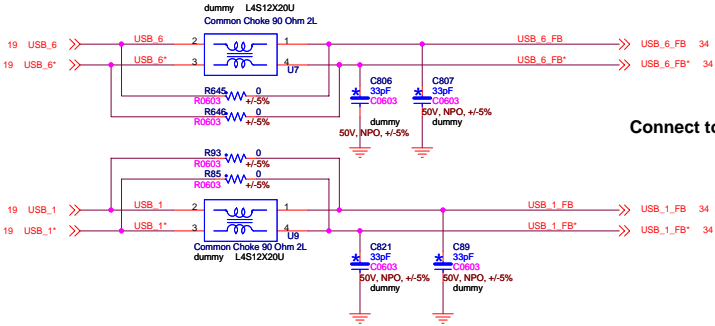 dummy L4S12X20U
Common Choke 90 Ohm 2L
19 USB_6 USB_6 2 1 USB_6_FB USB_6_FB 34
19 USB_6* USB_6* 3 4 USB_6_FB* USB_6_FB* 34
U7
R645 0
R0603 +/-5%
R646 0
R0603 +/-5%
C806
33pF
C0603
dummy
50V, NPO, +/-5%
C807
33pF
C0603
50V, NPO, +/-5%
dummy
Connect to
R93 0
R0603 +/-5%
R85 0
R0603 +/-5%
19 USB_1 USB_1 2 1 USB_1_FB USB_1_FB 34
19 USB_1* USB_1* 3 4 USB_1_FB* USB_1_FB* 34
U9
Common Choke 90 Ohm 2L
dummy L4S12X20U
C821
33pF
C0603
50V, NPO, +/-5%
dummy
C89
33pF
C0603
50V, NPO, +/-5%
dummy